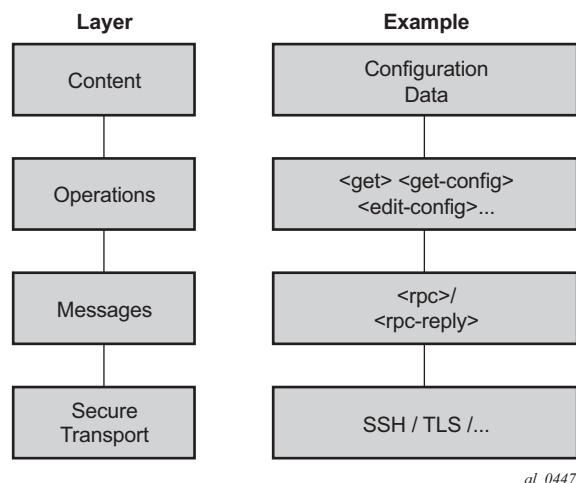 Layer
Example
Content
Configuration
Data
Operations
<get> <get-config>
<edit-config>...
Messages
<rpc>/
<rpc-reply>
Secure
Transport
SSH / TLS /...
al_0447